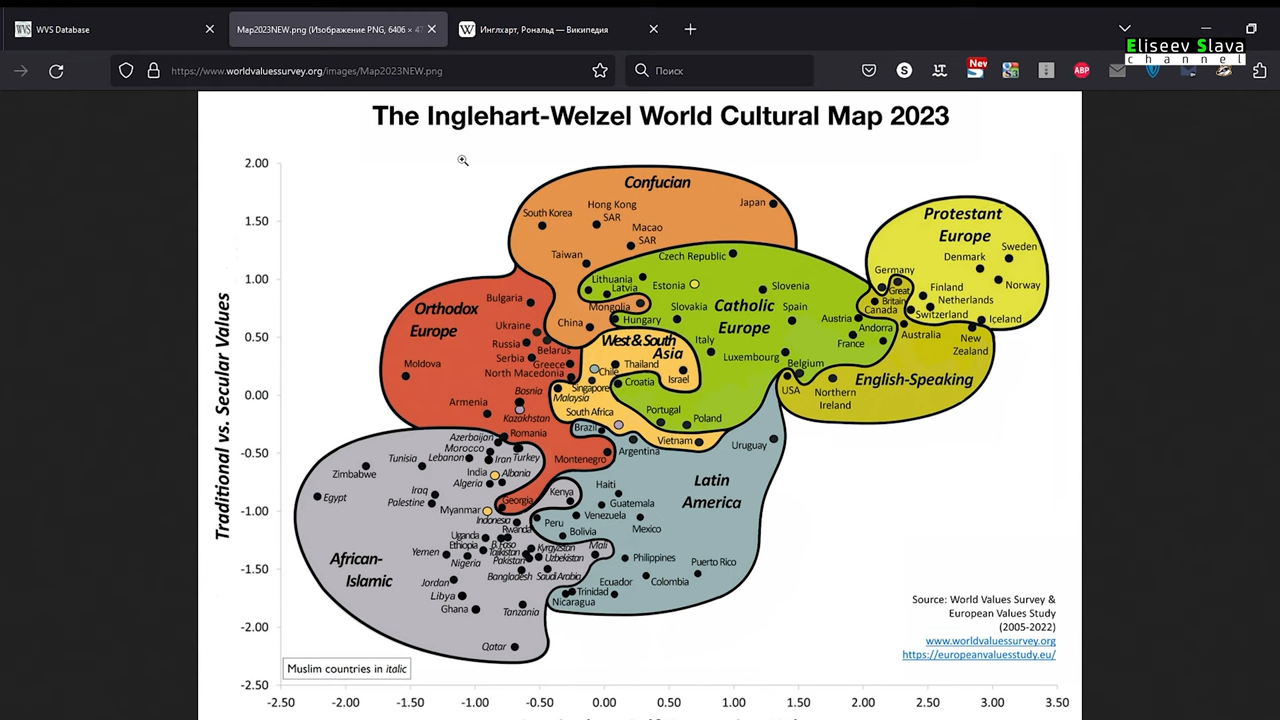 WVS Database
Map2023NEW.png (Изображение PNG, 6406 × 47
Инглхарт, Рональд — Википедия
https://www.worldvaluessurvey.org/images/Map2023NEW.png
Поиск
New
ABP
Eliseev Slava
channel
The Inglehart-Welzel World Cultural Map 2023
Traditional vs. Secular Values
2.00
1.50
1.00
0.50
0.00
-0.50
-1.00
-1.50
-2.00
-2.50
Confucian
South Korea
Hong Kong
SAR
Macao
SAR
Japan
Taiwan
Mongolia
China
Protestant
Europe
Sweden
Denmark
Norway
Germany
Finland
Netherlands
Switzerland
Iceland
Great
Britain
Canada
Australia
New
Zealand
English-Speaking
USA
Northern
Ireland
Catholic
Europe
Czech Republic
Lithuania
Latvia
Estonia
Slovenia
Slovakia
Spain
Hungary
Austria
Andorra
France
Italy
Luxembourg
Belgium
Croatia
Portugal
Poland
Orthodox
Europe
Bulgaria
Ukraine
Russia
Belarus
Serbia
Greece
North Macedonia
Moldova
Bosnia
Armenia
Kazakhstan
Romania
Montenegro
Georgia
West & South
Asia
Thailand
Chile
Israel
Singapore
Malaysia
South Africa
Vietnam
Latin
America
Brazil
Argentina
Uruguay
Haiti
Guatemala
Venezuela
Mexico
Peru
Bolivia
Philippines
Puerto Rico
Ecuador
Colombia
Trinidad
Nicaragua
African-
Islamic
Azerbaijan
Morocco
Lebanon
Iran
Turkey
Tunisia
Zimbabwe
India
Albania
Algeria
Egypt
Iraq
Palestine
Myanmar
Kenya
Indonesia
Rwanda
Uganda
B. Faso
Ethiopia
Tajikistan
Kyrgyzstan
Mali
Yemen
Nigeria
Pakistan
Uzbekistan
Bangladesh
Saudi Arabia
Jordan
Libya
Ghana
Tanzania
Qatar
Source: World Values Survey &
European Values Study
(2005-2022)
www.worldvaluessurvey.org
https://europeanvaluesstudy.eu/
Muslim countries in italic
-2.50
-2.00
-1.50
-1.00
-0.50
0.00
0.50
1.00
1.50
2.00
2.50
3.00
3.50